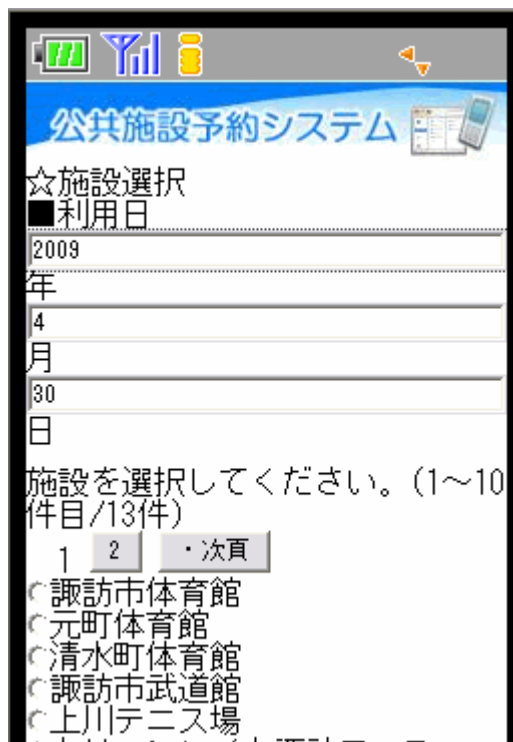 公共施設予約システム
☆施設選択
■利用日
2009
年
4
月
30
日
施設を選択してください。(1～10
件目/13件)
1 2 ・次頁
諏訪市体育館
元町体育館
清水町体育館
諏訪市武道館
上川テニス場